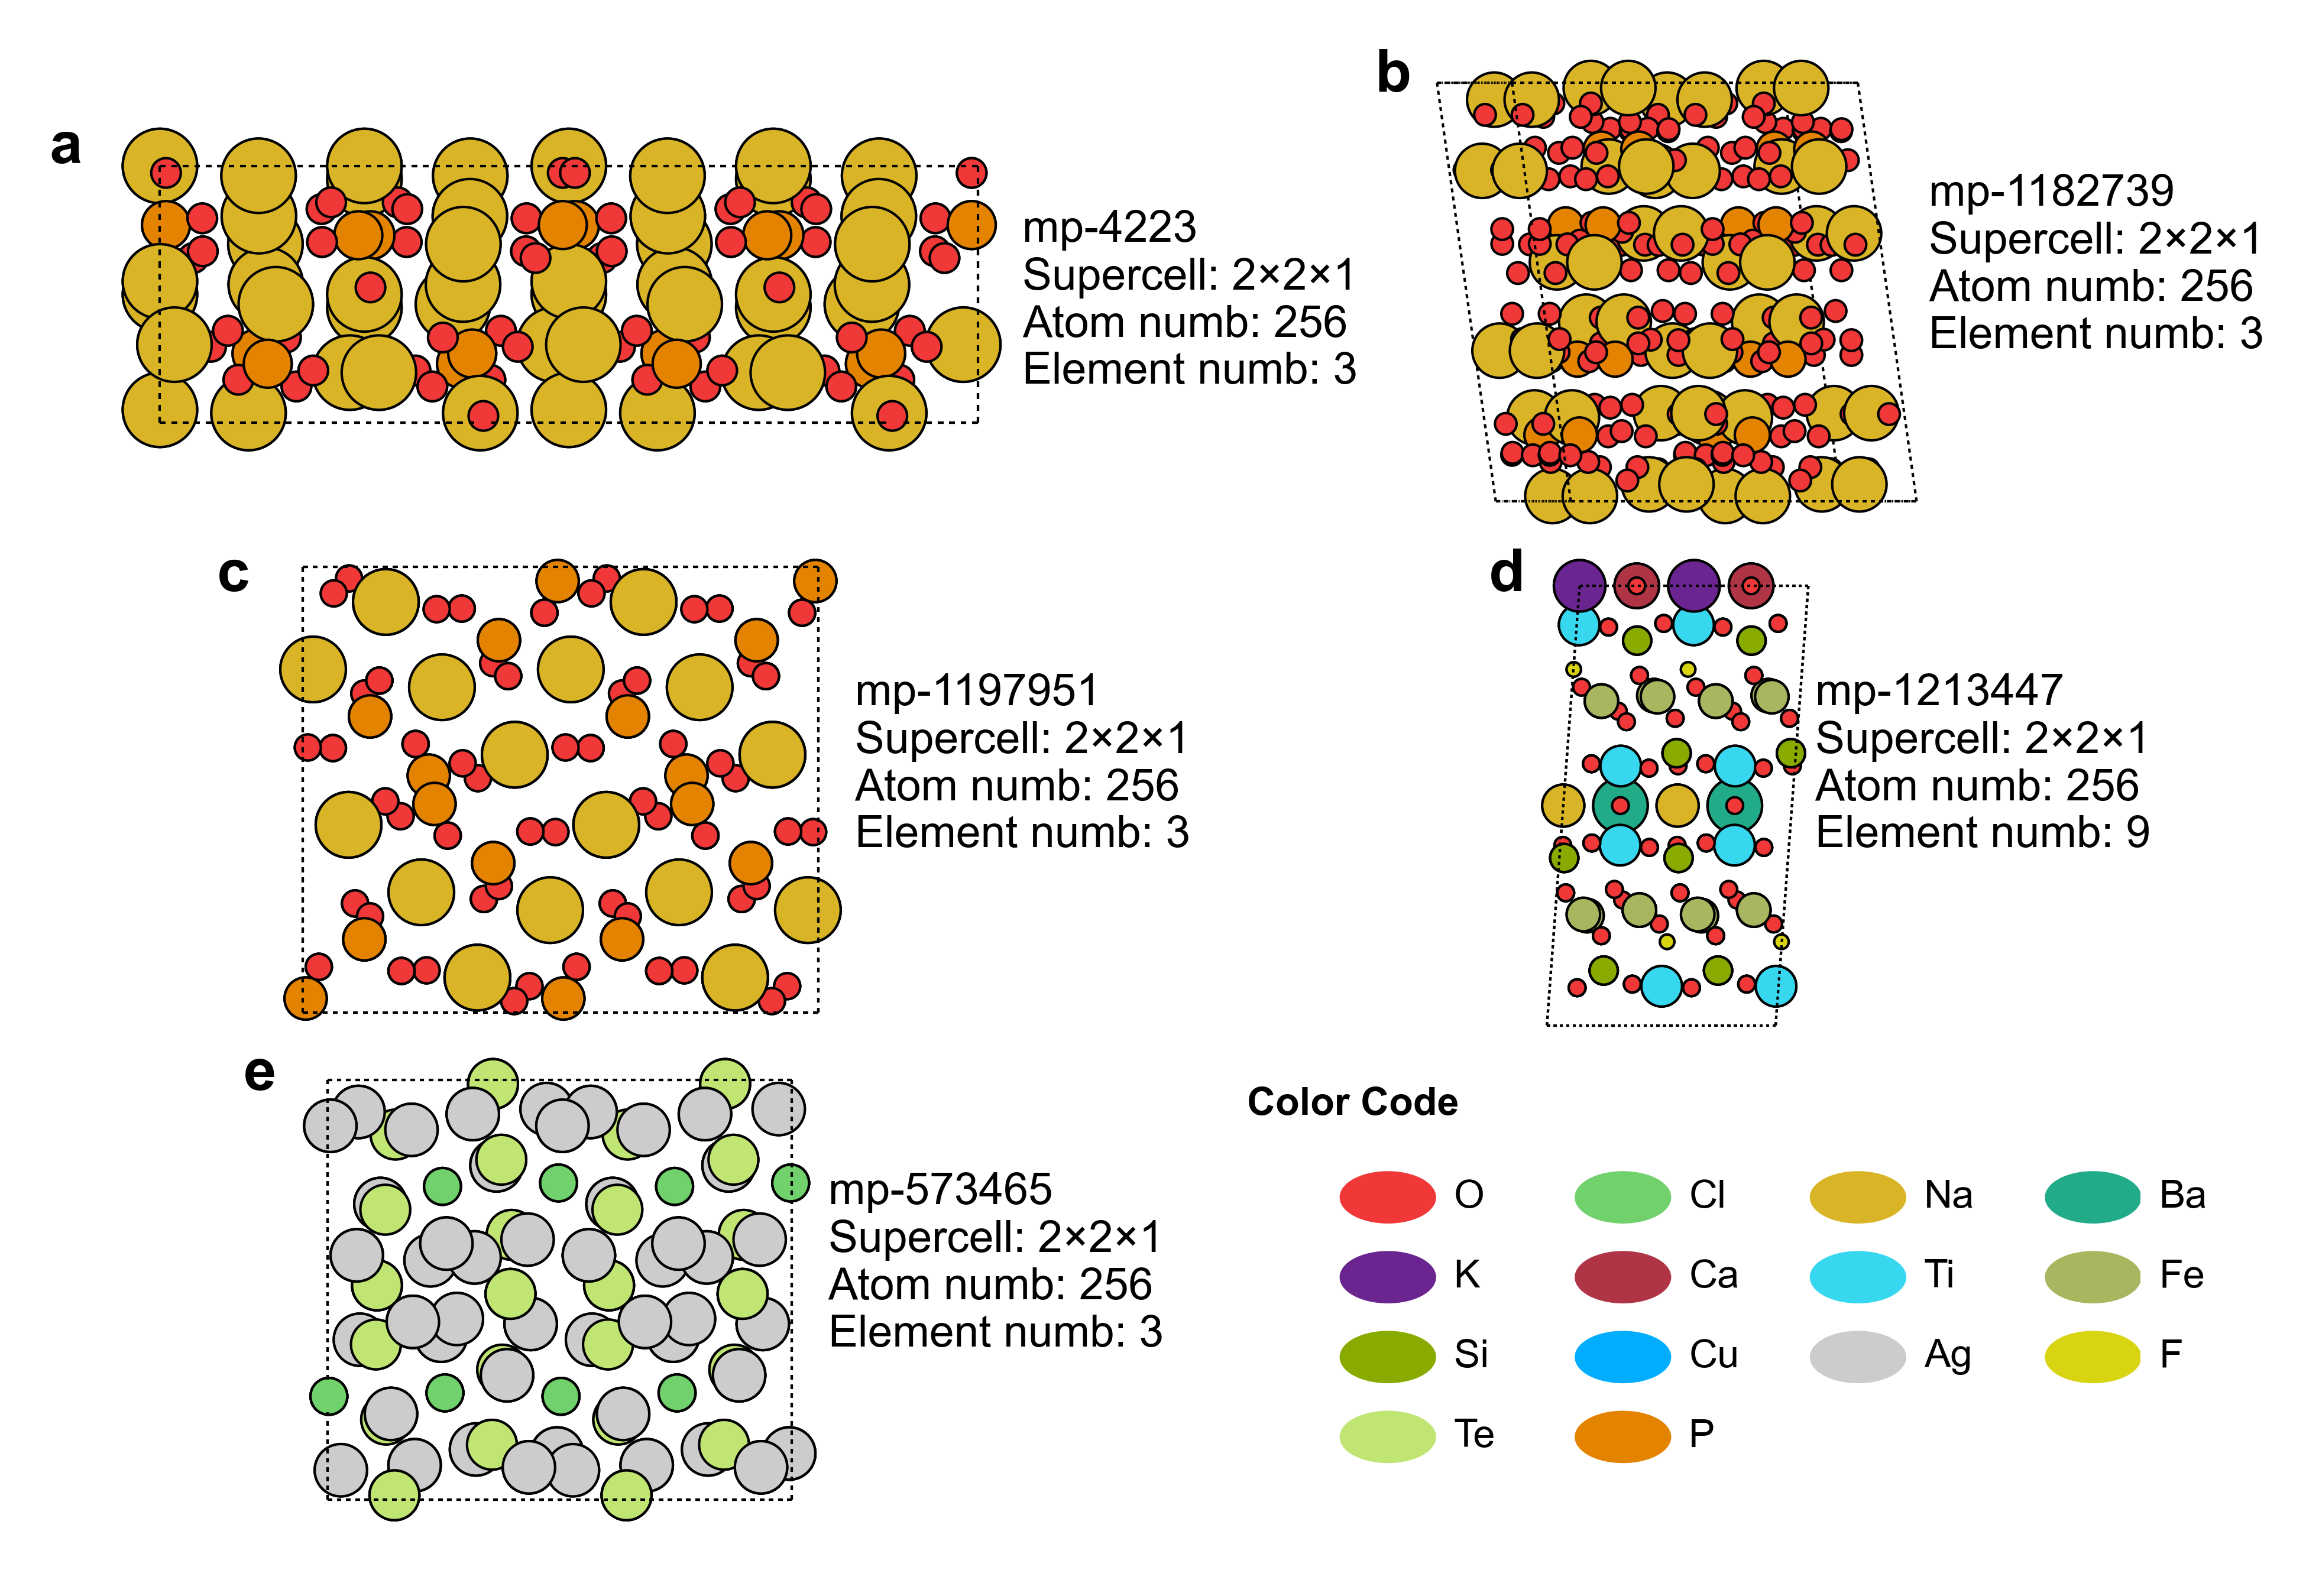 a
mp-4223
Supercell: 2×2×1
Atom numb: 256
Element numb: 3
b
mp-1182739
Supercell: 2×2×1
Atom numb: 256
Element numb: 3
c
mp-1197951
Supercell: 2×2×1
Atom numb: 256
Element numb: 3
d
mp-1213447
Supercell: 2×2×1
Atom numb: 256
Element numb: 9
e
mp-573465
Supercell: 2×2×1
Atom numb: 256
Element numb: 3
Color Code
O Cl Na Ba
K Ca Ti Fe
Si Cu Ag F
Te P